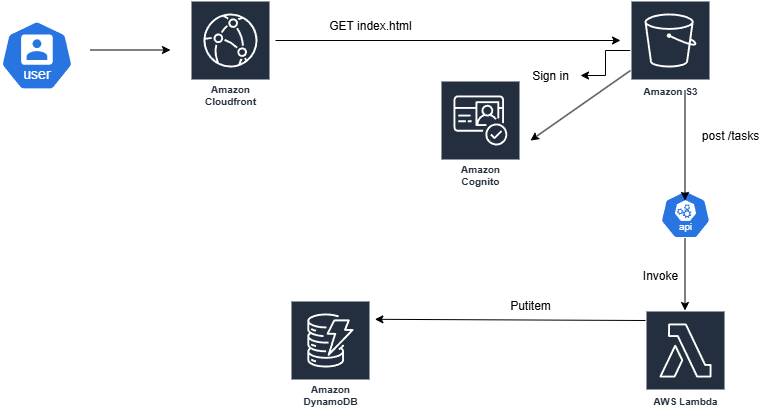 user
Amazon
Cloudfront
GET index.html
Amazon S3
Sign in
Amazon
Cognito
post /tasks
api
Invoke
Putitem
Amazon
DynamoDB
AWS Lambda